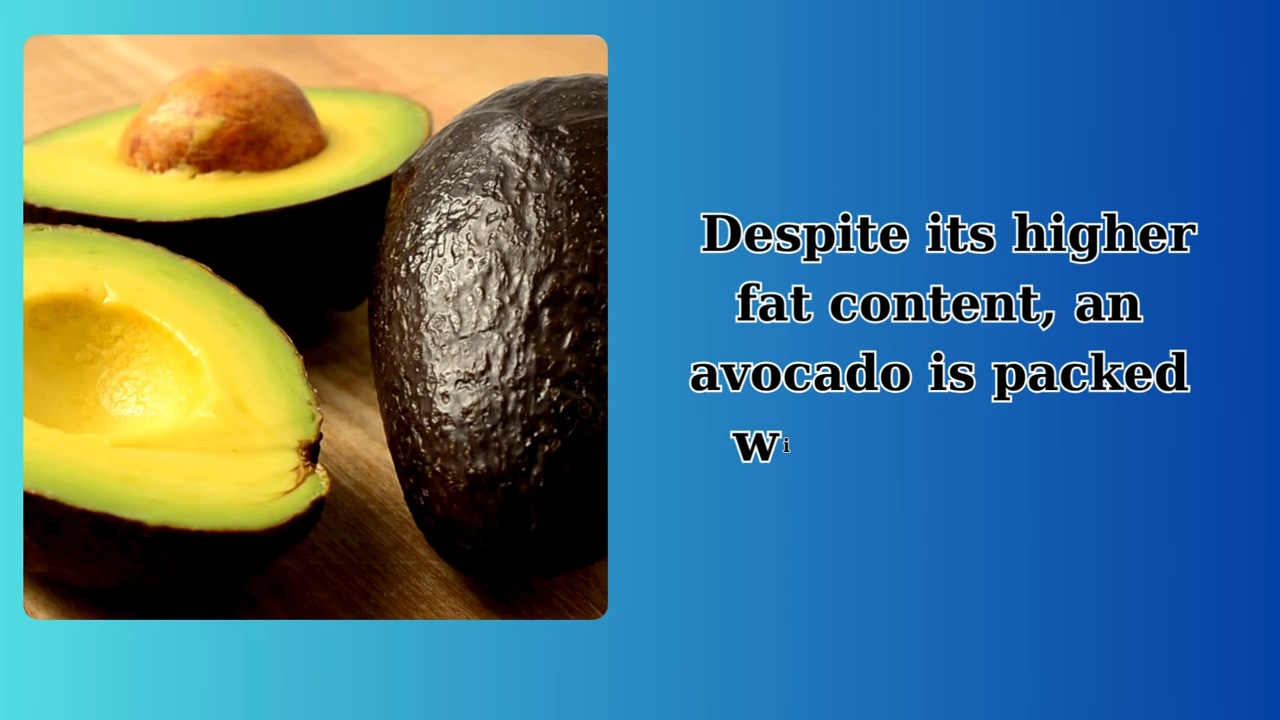 Despite its higher
fat content, an
avocado is packed
wi